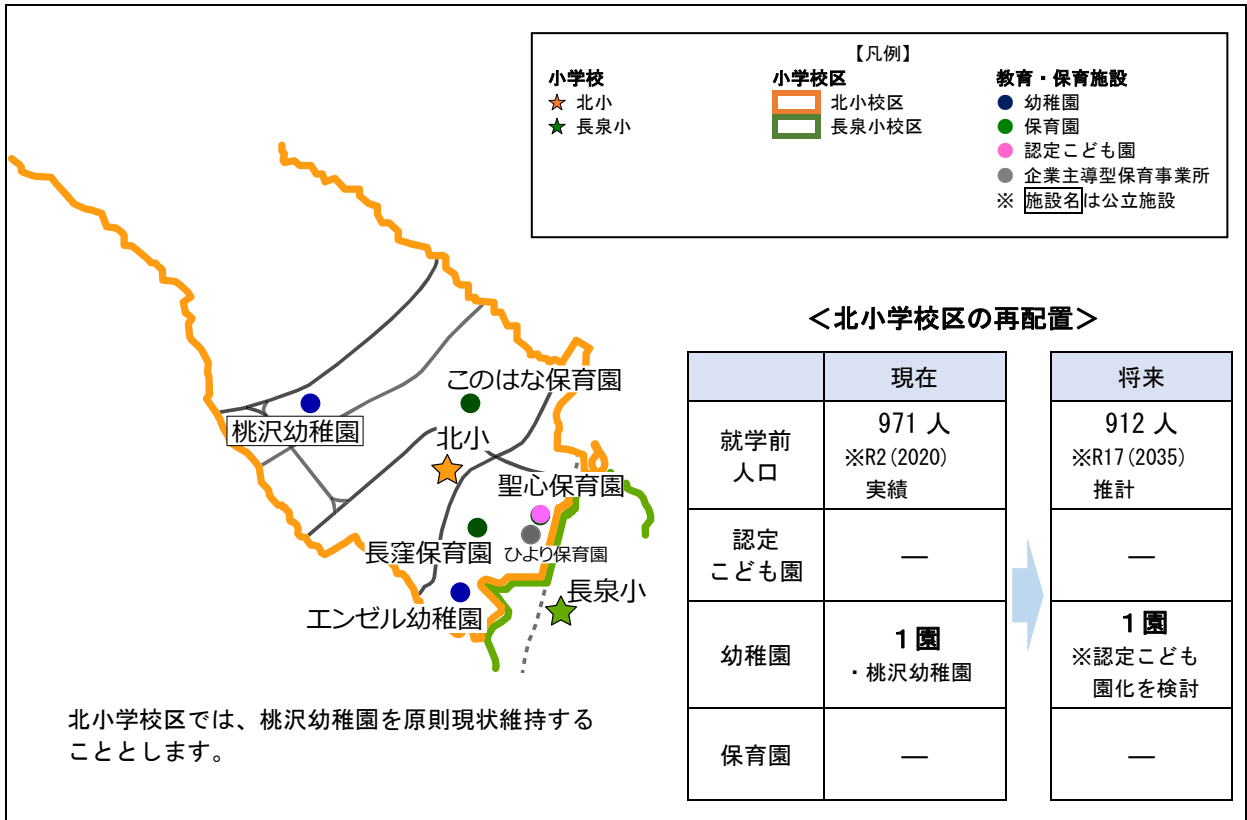 【凡例】
小学校
北小
長泉小
小学校区
北小校区
長泉小校区
教育・保育施設
幼稚園
保育園
認定こども園
企業主導型保育事業所
※ 施設名は公立施設
このはな保育園
桃沢幼稚園
北小
聖心保育園
長窪保育園
ひより保育園
長泉小
エンゼル幼稚園
北小学校区では、桃沢幼稚園を原則現状維持する
こととします。
＜北小学校区の再配置＞
現在
将来
就学前
人口
971 人
※R2(2020)
実績
912 人
※R17(2035)
推計
認定
こども園
―
―
幼稚園
1園
・桃沢幼稚園
1園
※認定こども
園化を検討
保育園
―
―